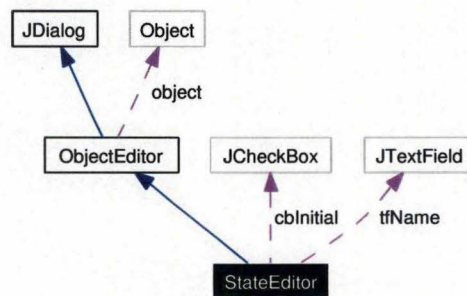 JDialog
Object
object
ObjectEditor
JCheckBox
JTextField
cbInitial
tfName
StateEditor